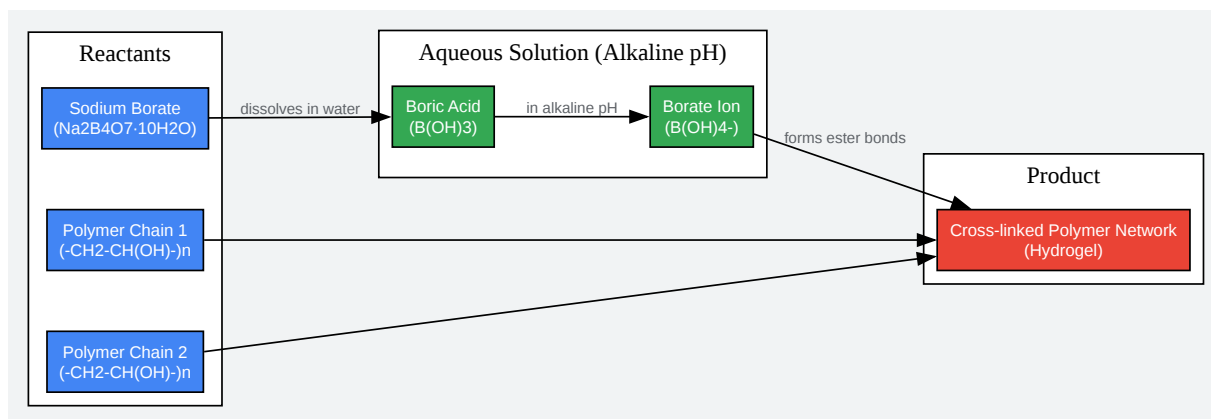 Reactants
Sodium Borate
(Na2B4O7·10H2O)
Polymer Chain 1
(-CH2-CH(OH)-)n
Polymer Chain 2
(-CH2-CH(OH)-)n
dissolves in water
Aqueous Solution (Alkaline pH)
Boric Acid
(B(OH)3)
in alkaline pH
Borate Ion
(B(OH)4-)
forms ester bonds
Product
Cross-linked Polymer Network
(Hydrogel)